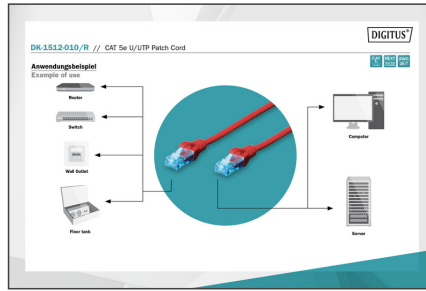 DIGITUS®
DK-1512-010/R // CAT 5e U/UTP Patch Cord
Anwendungsbeispiel
Example of use
Router
Switch
Wall Outlet
Floor tank
Computer
Server